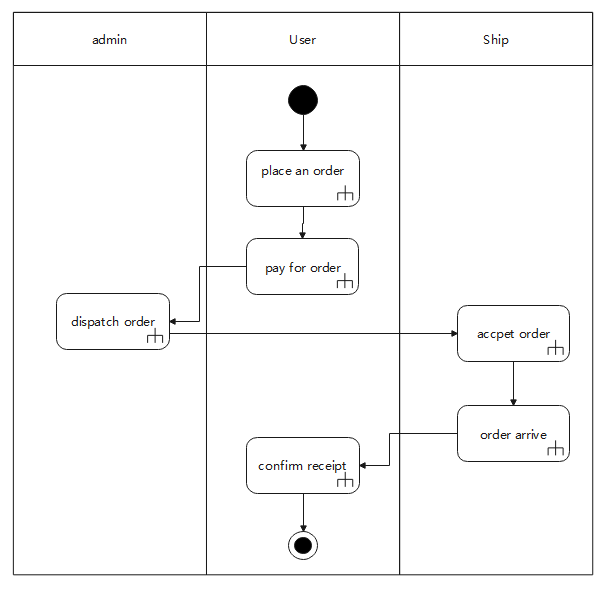 admin
User
Ship
place an order
pay for order
dispatch order
accpet order
order arrive
confirm receipt